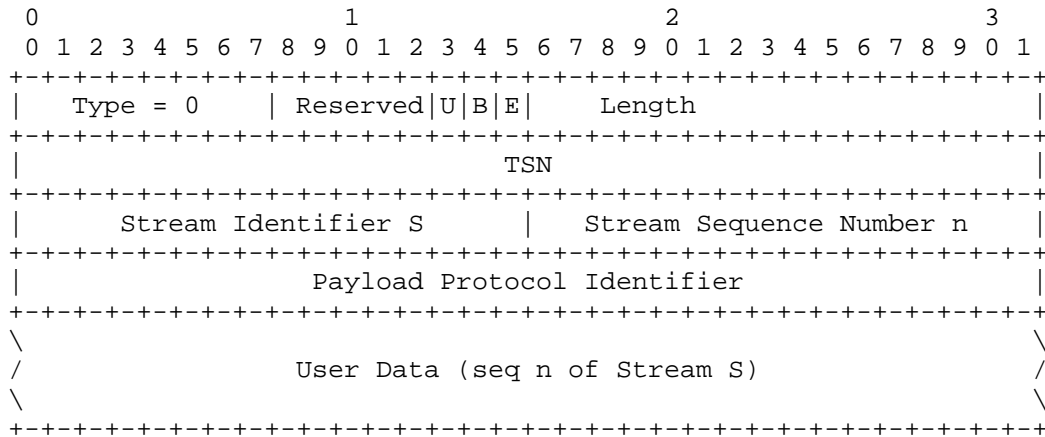 0                   1                   2                   3
 0 1 2 3 4 5 6 7 8 9 0 1 2 3 4 5 6 7 8 9 0 1 2 3 4 5 6 7 8 9 0 1
+-+-+-+-+-+-+-+-+-+-+-+-+-+-+-+-+-+-+-+-+-+-+-+-+-+-+-+-+-+-+-+-+
|   Type = 0    | Reserved|U|B|E|    Length                     |
+-+-+-+-+-+-+-+-+-+-+-+-+-+-+-+-+-+-+-+-+-+-+-+-+-+-+-+-+-+-+-+-+
|                              TSN                              |
+-+-+-+-+-+-+-+-+-+-+-+-+-+-+-+-+-+-+-+-+-+-+-+-+-+-+-+-+-+-+-+-+
|      Stream Identifier S      |   Stream Sequence Number n    |
+-+-+-+-+-+-+-+-+-+-+-+-+-+-+-+-+-+-+-+-+-+-+-+-+-+-+-+-+-+-+-+-+
|                  Payload Protocol Identifier                  |
+-+-+-+-+-+-+-+-+-+-+-+-+-+-+-+-+-+-+-+-+-+-+-+-+-+-+-+-+-+-+-+-+
\                                                               \
/                 User Data (seq n of Stream S)                 /
\                                                               \
+-+-+-+-+-+-+-+-+-+-+-+-+-+-+-+-+-+-+-+-+-+-+-+-+-+-+-+-+-+-+-+-+